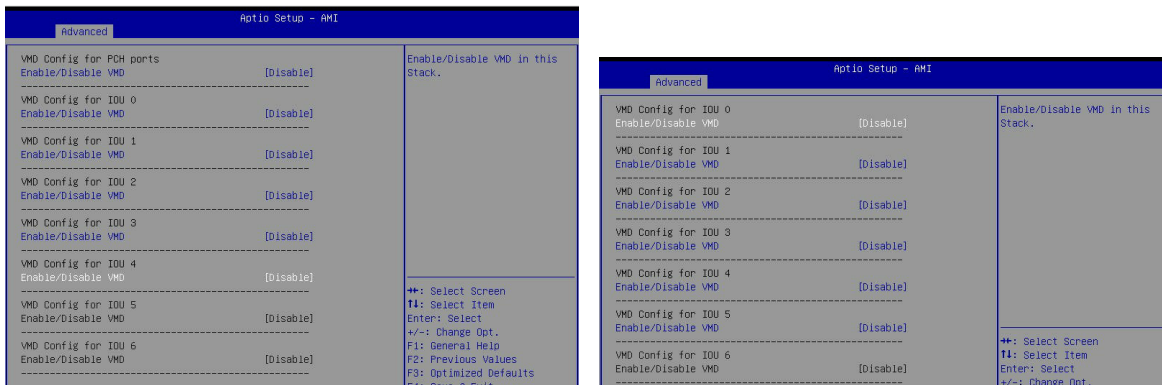 Aptio Setup – AMI
Advanced
VMD Config for PCH ports
Enable/Disable VMD [Disable]
VMD Config for IOU 0
Enable/Disable VMD [Disable]
VMD Config for IOU 1
Enable/Disable VMD [Disable]
VMD Config for IOU 2
Enable/Disable VMD [Disable]
VMD Config for IOU 3
Enable/Disable VMD [Disable]
VMD Config for IOU 4
Enable/Disable VMD [Disable]
VMD Config for IOU 5
Enable/Disable VMD [Disable]
VMD Config for IOU 6
Enable/Disable VMD [Disable]
Enable/Disable VMD in this
Stack.
→←: Select Screen
↑↓: Select Item
Enter: Select
+/-: Change Opt.
F1: General Help
F2: Previous Values
F3: Optimized Defaults
Aptio Setup – AMI
Advanced
VMD Config for IOU 0
Enable/Disable VMD [Disable]
VMD Config for IOU 1
Enable/Disable VMD [Disable]
VMD Config for IOU 2
Enable/Disable VMD [Disable]
VMD Config for IOU 3
Enable/Disable VMD [Disable]
VMD Config for IOU 4
Enable/Disable VMD [Disable]
VMD Config for IOU 5
Enable/Disable VMD [Disable]
VMD Config for IOU 6
Enable/Disable VMD [Disable]
Enable/Disable VMD in this
Stack.
→←: Select Screen
↑↓: Select Item
Enter: Select
+/-: Change Opt.